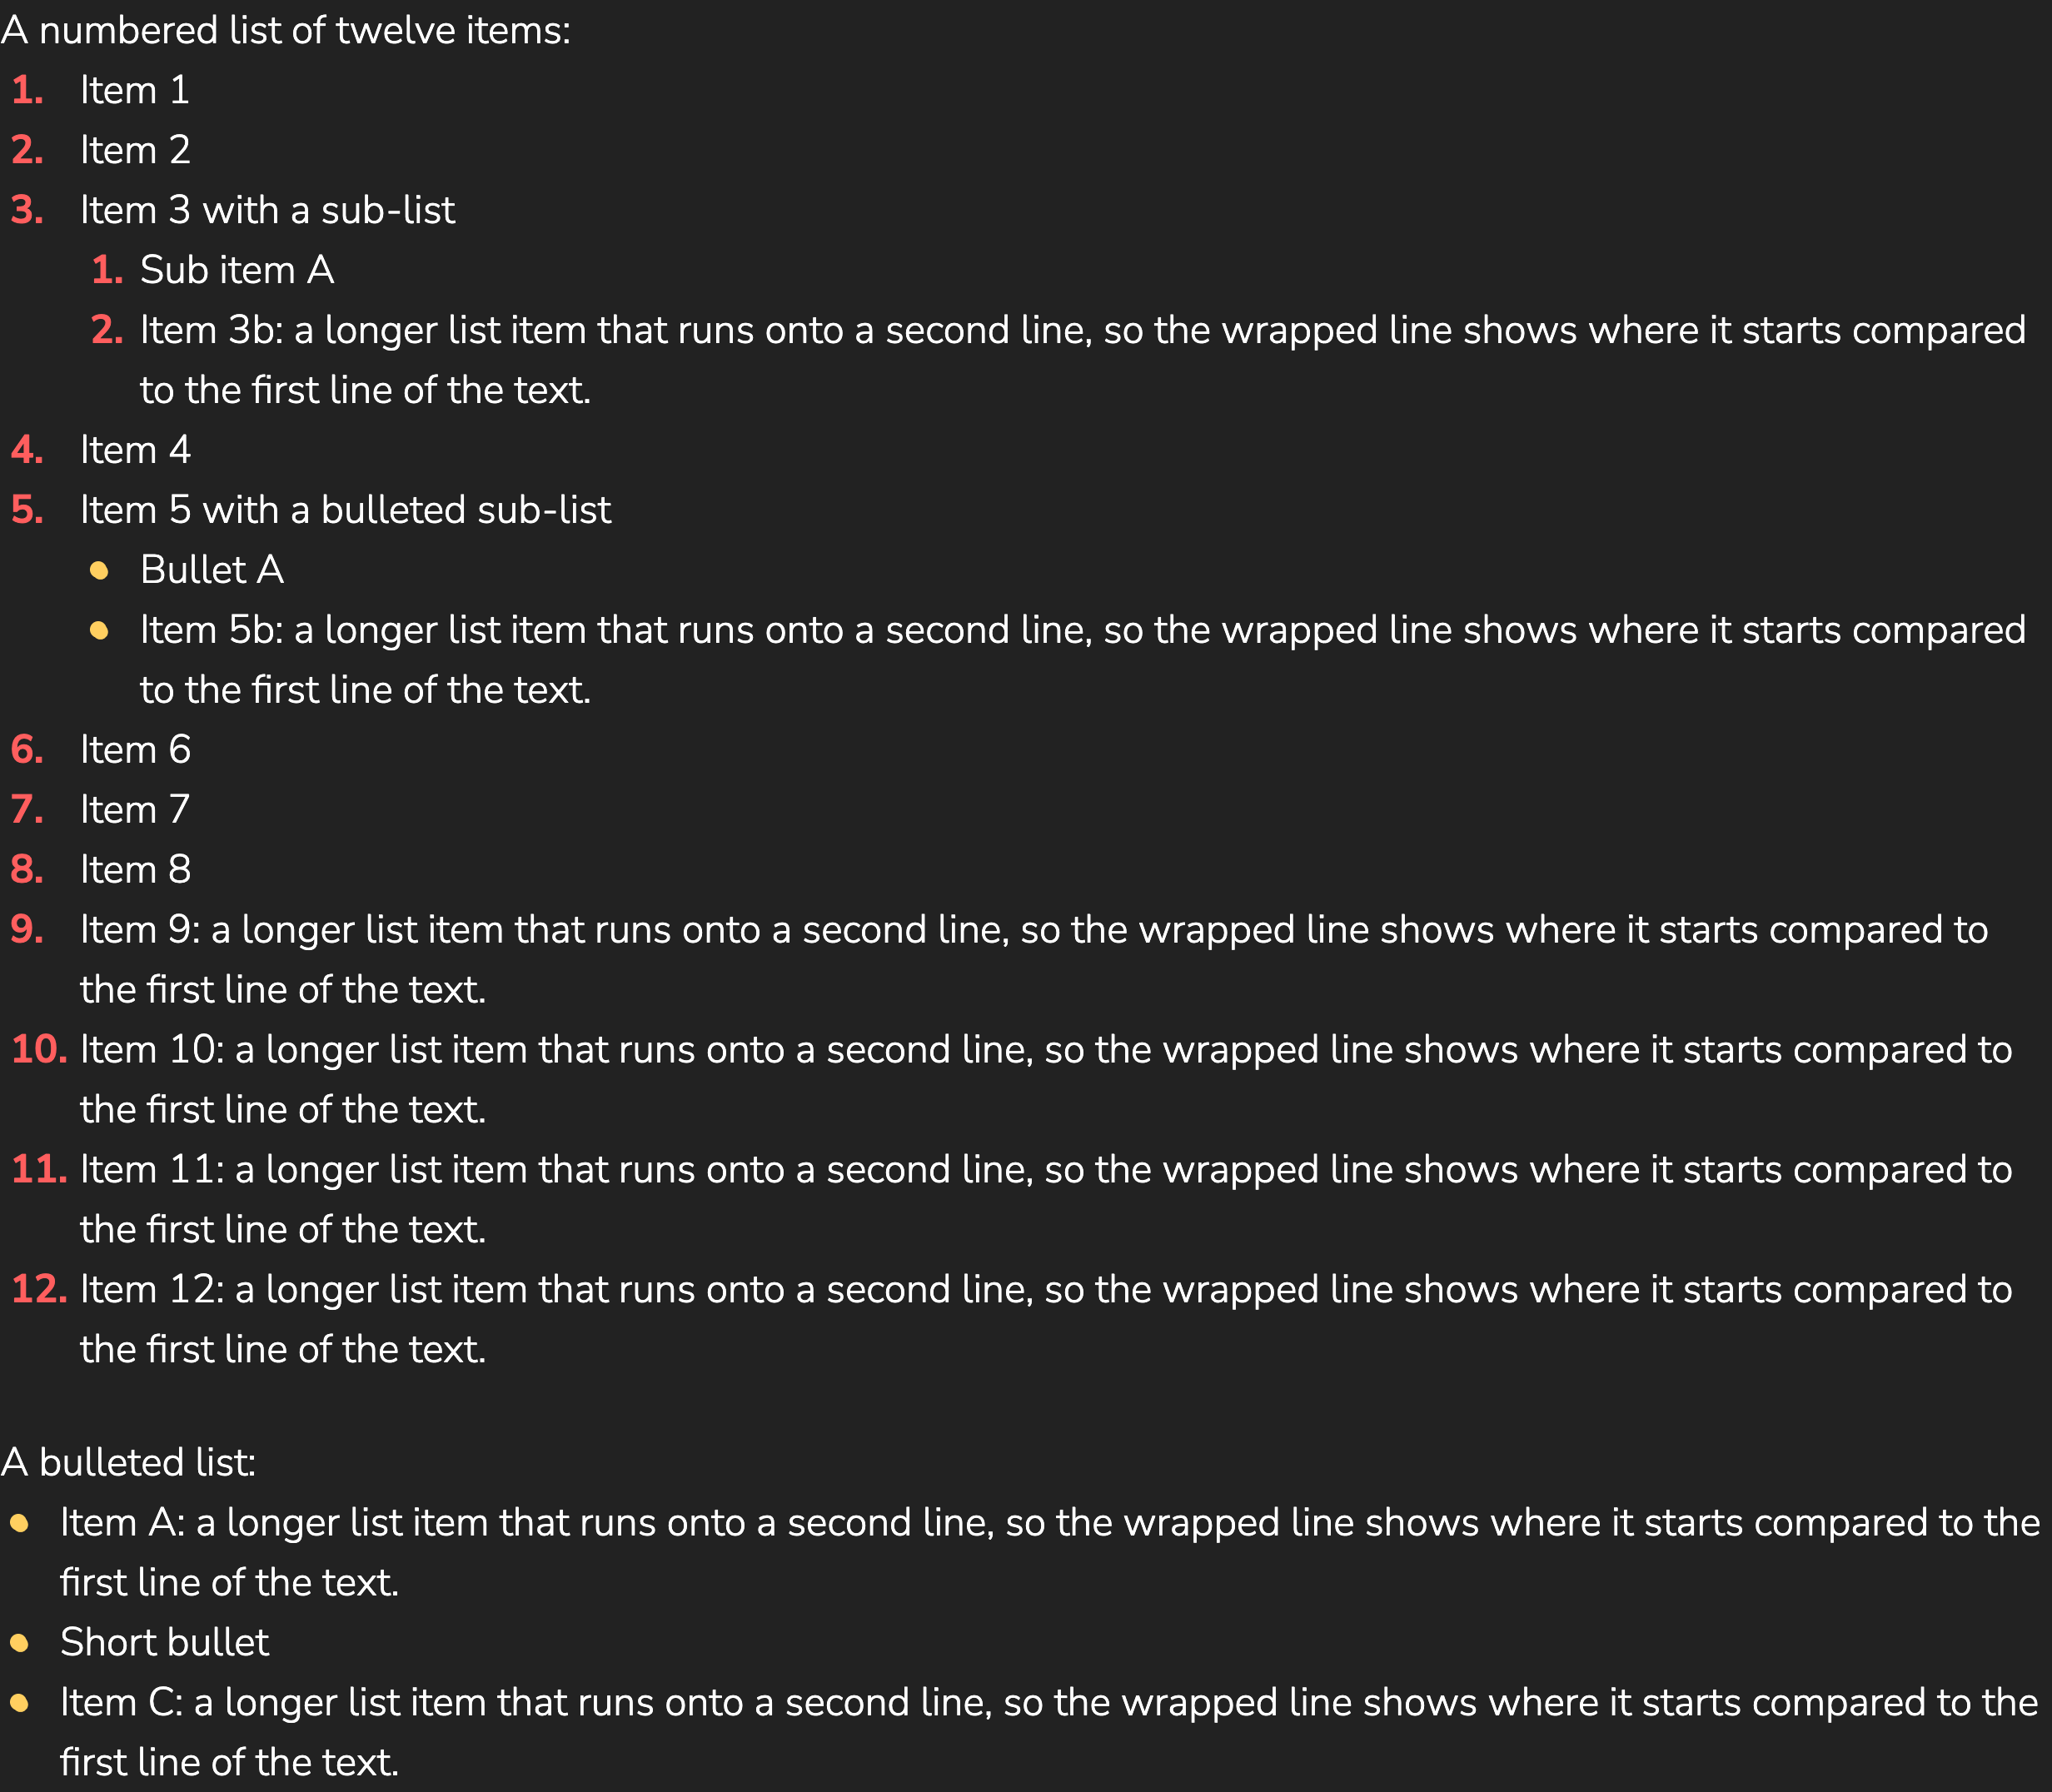 A numbered list of twelve items:
1. Item 1
2. Item 2
3. Item 3 with a sub-list
1. Sub item A
2. Item 3b: a longer list item that runs onto a second line, so the wrapped line shows where it starts compared
to the first line of the text.
4. Item 4
5. Item 5 with a bulleted sub-list
● Bullet A
● Item 5b: a longer list item that runs onto a second line, so the wrapped line shows where it starts compared
to the first line of the text.
6. Item 6
7. Item 7
8. Item 8
9. Item 9: a longer list item that runs onto a second line, so the wrapped line shows where it starts compared to
the first line of the text.
10. Item 10: a longer list item that runs onto a second line, so the wrapped line shows where it starts compared to
the first line of the text.
11. Item 11: a longer list item that runs onto a second line, so the wrapped line shows where it starts compared to
the first line of the text.
12. Item 12: a longer list item that runs onto a second line, so the wrapped line shows where it starts compared to
the first line of the text.
A bulleted list:
● Item A: a longer list item that runs onto a second line, so the wrapped line shows where it starts compared to the
first line of the text.
● Short bullet
● Item C: a longer list item that runs onto a second line, so the wrapped line shows where it starts compared to the
first line of the text.